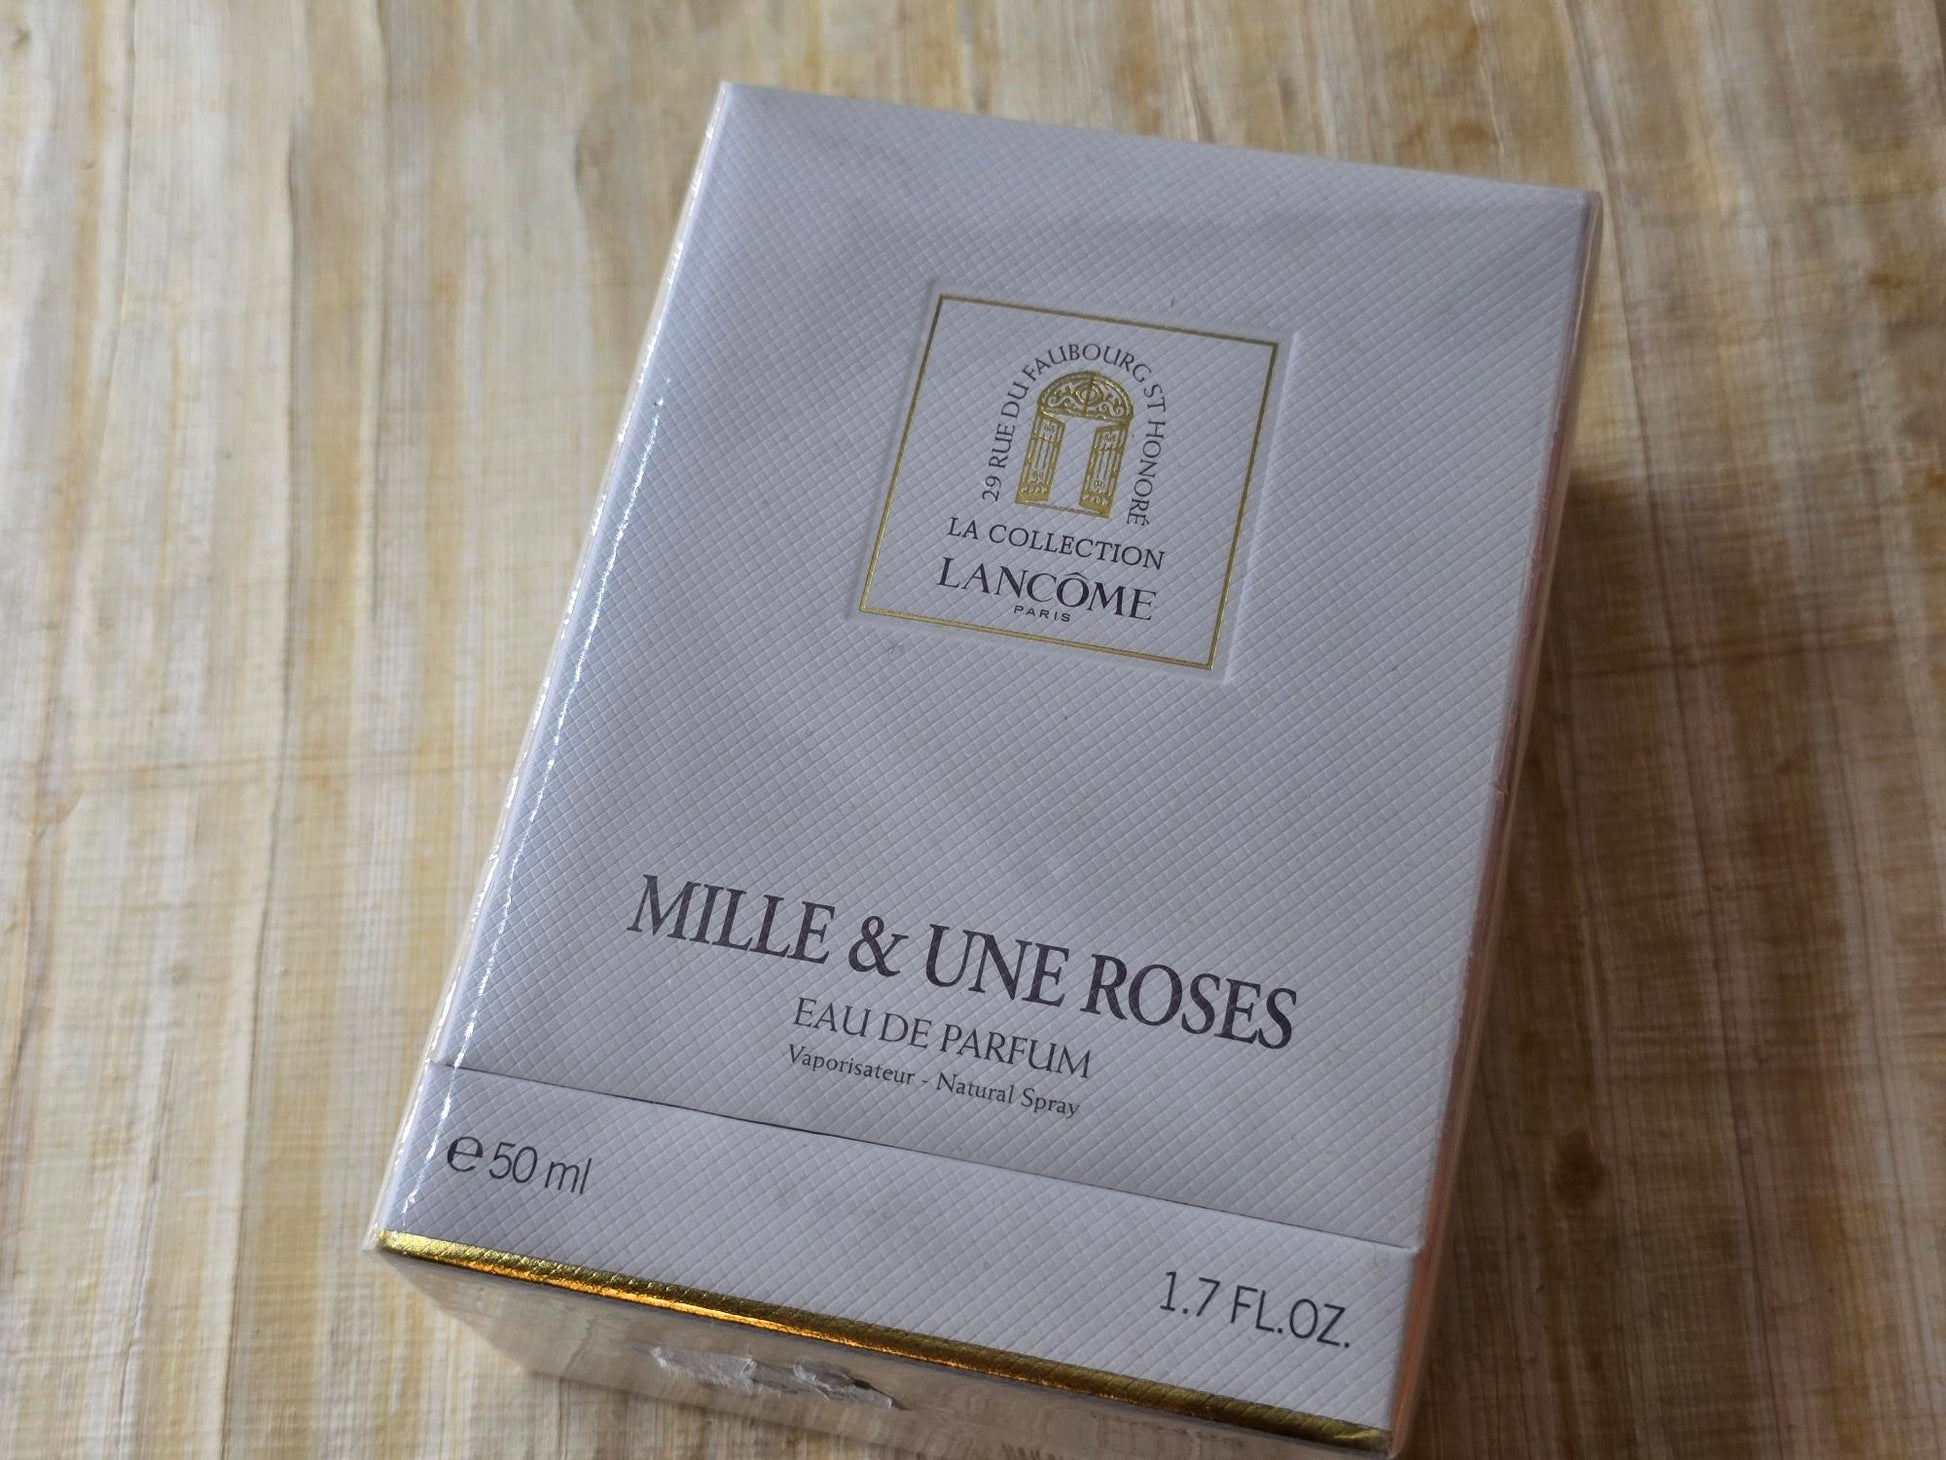 29 RUE DU FAUBOURG ST HONORÉ
LA COLLECTION
LANCÔME
PARIS
MILLE & UNE ROSES
EAU DE PARFUM
Vaporisateur - Natural Spray
℮ 50 ml
1.7 FL.OZ.